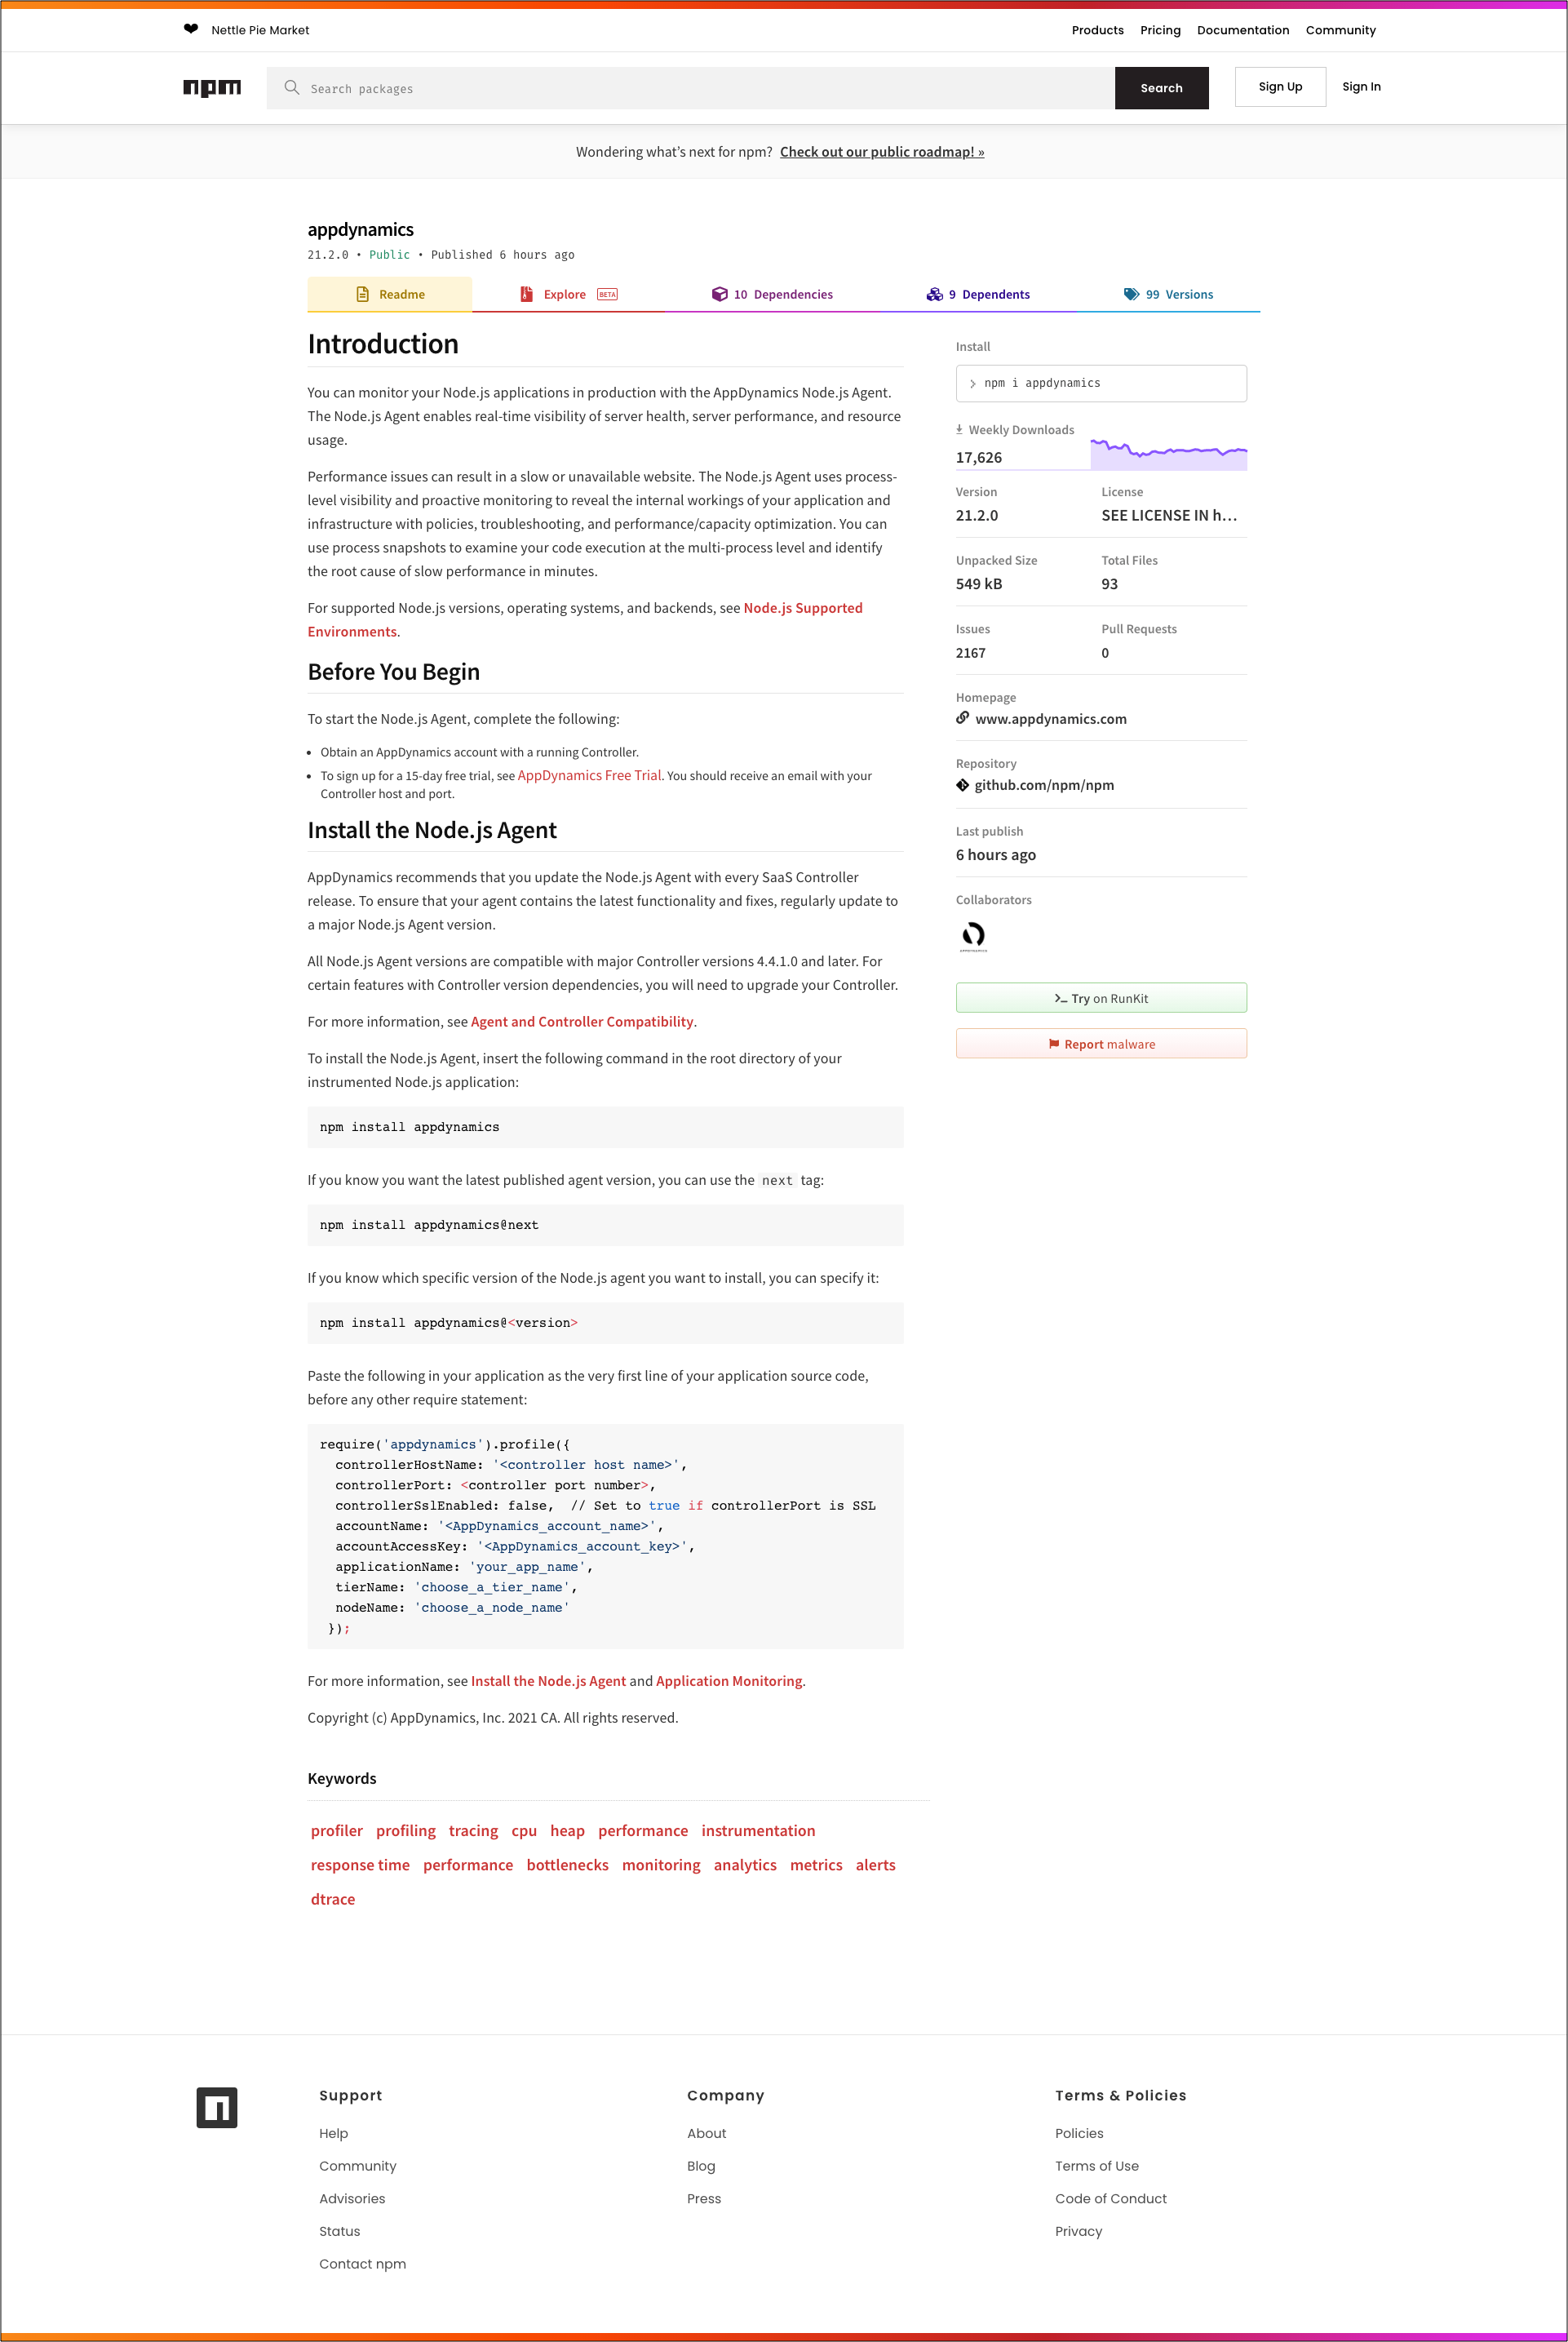 ❤ Nettle Pie Market
Products Pricing Documentation Community
npm
Search packages
Search
Sign Up
Sign In
Wondering what’s next for npm? Check out our public roadmap! »
appdynamics
21.2.0 • Public • Published 6 hours ago
Readme
Explore BETA
10 Dependencies
9 Dependents
99 Versions
Introduction
You can monitor your Node.js applications in production with the AppDynamics Node.js Agent.
The Node.js Agent enables real-time visibility of server health, server performance, and resource
usage.
Performance issues can result in a slow or unavailable website. The Node.js Agent uses process-
level visibility and proactive monitoring to reveal the internal workings of your application and
infrastructure with policies, troubleshooting, and performance/capacity optimization. You can
use process snapshots to examine your code execution at the multi-process level and identify
the root cause of slow performance in minutes.
For supported Node.js versions, operating systems, and backends, see Node.js Supported
Environments.
Before You Begin
To start the Node.js Agent, complete the following:
• Obtain an AppDynamics account with a running Controller.
• To sign up for a 15-day free trial, see AppDynamics Free Trial. You should receive an email with your
Controller host and port.
Install the Node.js Agent
AppDynamics recommends that you update the Node.js Agent with every SaaS Controller
release. To ensure that your agent contains the latest functionality and fixes, regularly update to
a major Node.js Agent version.
All Node.js Agent versions are compatible with major Controller versions 4.4.1.0 and later. For
certain features with Controller version dependencies, you will need to upgrade your Controller.
For more information, see Agent and Controller Compatibility.
To install the Node.js Agent, insert the following command in the root directory of your
instrumented Node.js application:
npm install appdynamics
If you know you want the latest published agent version, you can use the next tag:
npm install appdynamics@next
If you know which specific version of the Node.js agent you want to install, you can specify it:
npm install appdynamics@<version>
Paste the following in your application as the very first line of your application source code,
before any other require statement:
require('appdynamics').profile({
  controllerHostName: '<controller host name>',
  controllerPort: <controller port number>,
  controllerSslEnabled: false,  // Set to true if controllerPort is SSL
  accountName: '<AppDynamics_account_name>',
  accountAccessKey: '<AppDynamics_account_key>',
  applicationName: 'your_app_name',
  tierName: 'choose_a_tier_name',
  nodeName: 'choose_a_node_name'
 });
For more information, see Install the Node.js Agent and Application Monitoring.
Copyright (c) AppDynamics, Inc. 2021 CA. All rights reserved.
Keywords
profiler profiling tracing cpu heap performance instrumentation
response time performance bottlenecks monitoring analytics metrics alerts
dtrace
Install
npm i appdynamics
Weekly Downloads
17,626
Version
21.2.0
License
SEE LICENSE IN h…
Unpacked Size
549 kB
Total Files
93
Issues
2167
Pull Requests
0
Homepage
www.appdynamics.com
Repository
github.com/npm/npm
Last publish
6 hours ago
Collaborators
Try on RunKit
Report malware
Support
Help
Community
Advisories
Status
Contact npm
Company
About
Blog
Press
Terms & Policies
Policies
Terms of Use
Code of Conduct
Privacy